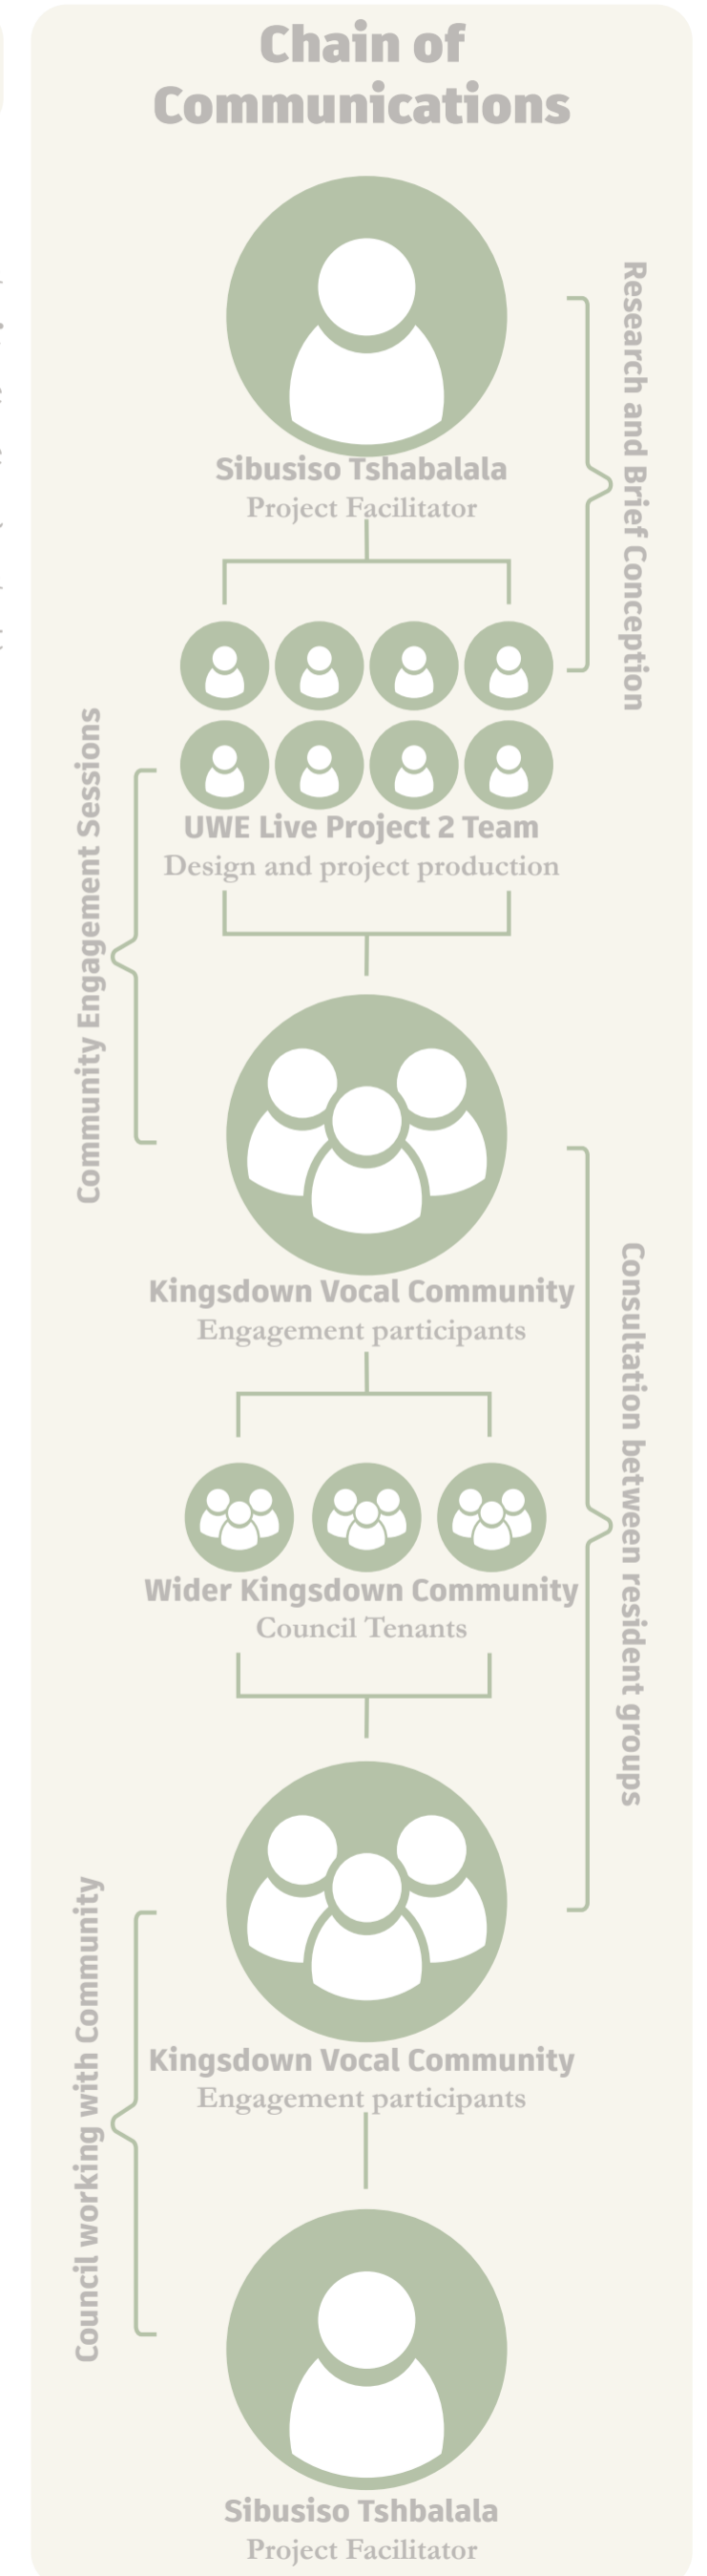 Chain of
Communications
Research and Brief Conception
Sibusiso Tshabalala
Project Facilitator
Community Engagement Sessions
UWE Live Project 2 Team
Design and project production
Kingsdown Vocal Community
Engagement participants
Consultation between resident groups
Wider Kingsdown Community
Council Tenants
Council working with Community
Kingsdown Vocal Community
Engagement participants
Sibusiso Tshbalala
Project Facilitator